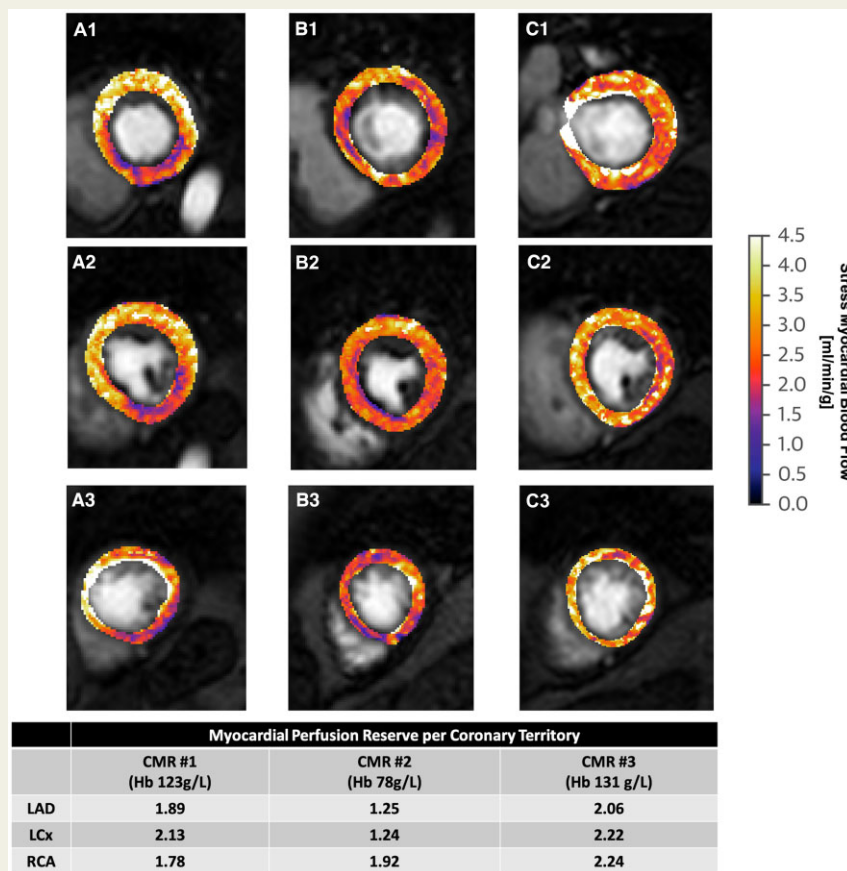 A1
B1
C1
A2
B2
C2
A3
B3
C3
4.5
4.0
3.5
3.0
2.5
2.0
1.5
1.0
0.5
0.0
Stress Myocardial Blood Flow
[ml/min/g]
Myocardial Perfusion Reserve per Coronary Territory
CMR #1 CMR #2 CMR #3
(Hb 123g/L) (Hb 78g/L) (Hb 131 g/L)
LAD 1.89 1.25 2.06
LCx 2.13 1.24 2.22
RCA 1.78 1.92 2.24